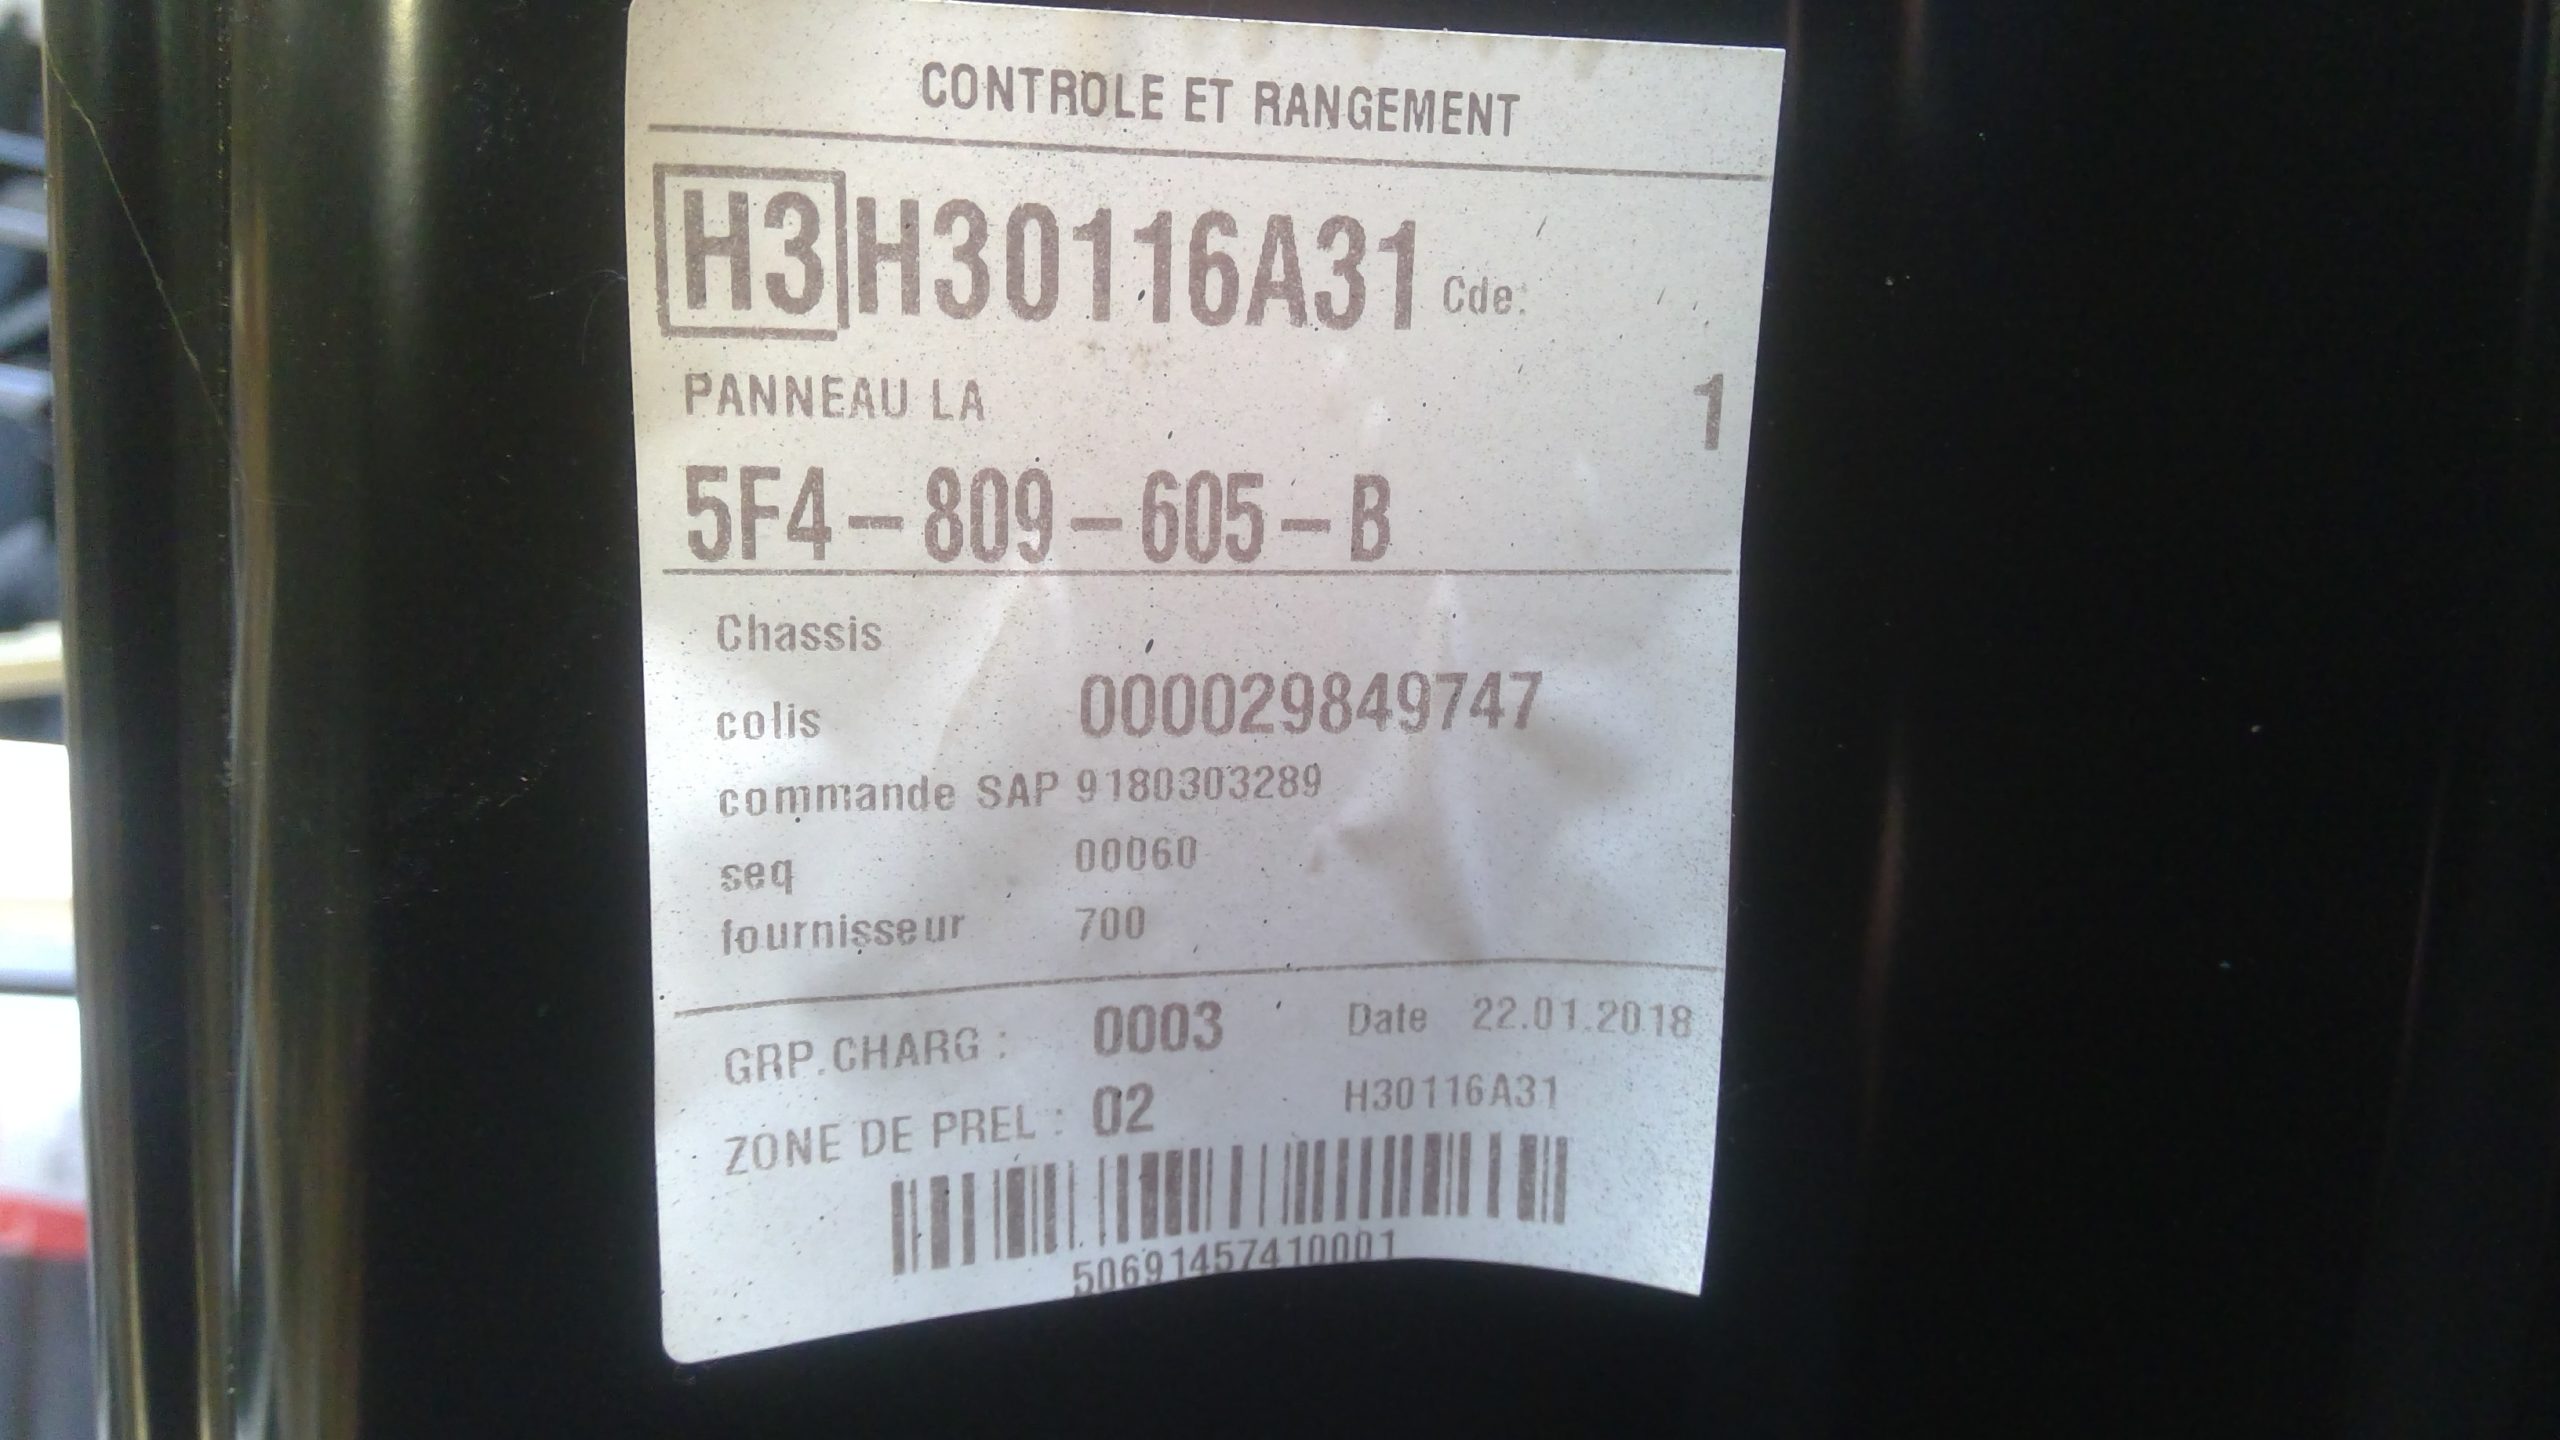 CONTROLE ET RANGEMENT
H3 H30116A31 Cde:
PANNEAU LA 1
5F4-809-605-B
Chassis
colis 000029849747
commande SAP 9180303289
seq 00060
fournisseur 700
GRP.CHARG : 0003 Date 22.01.2018
ZONE DE PREL : 02 H30116A31
50691457410001